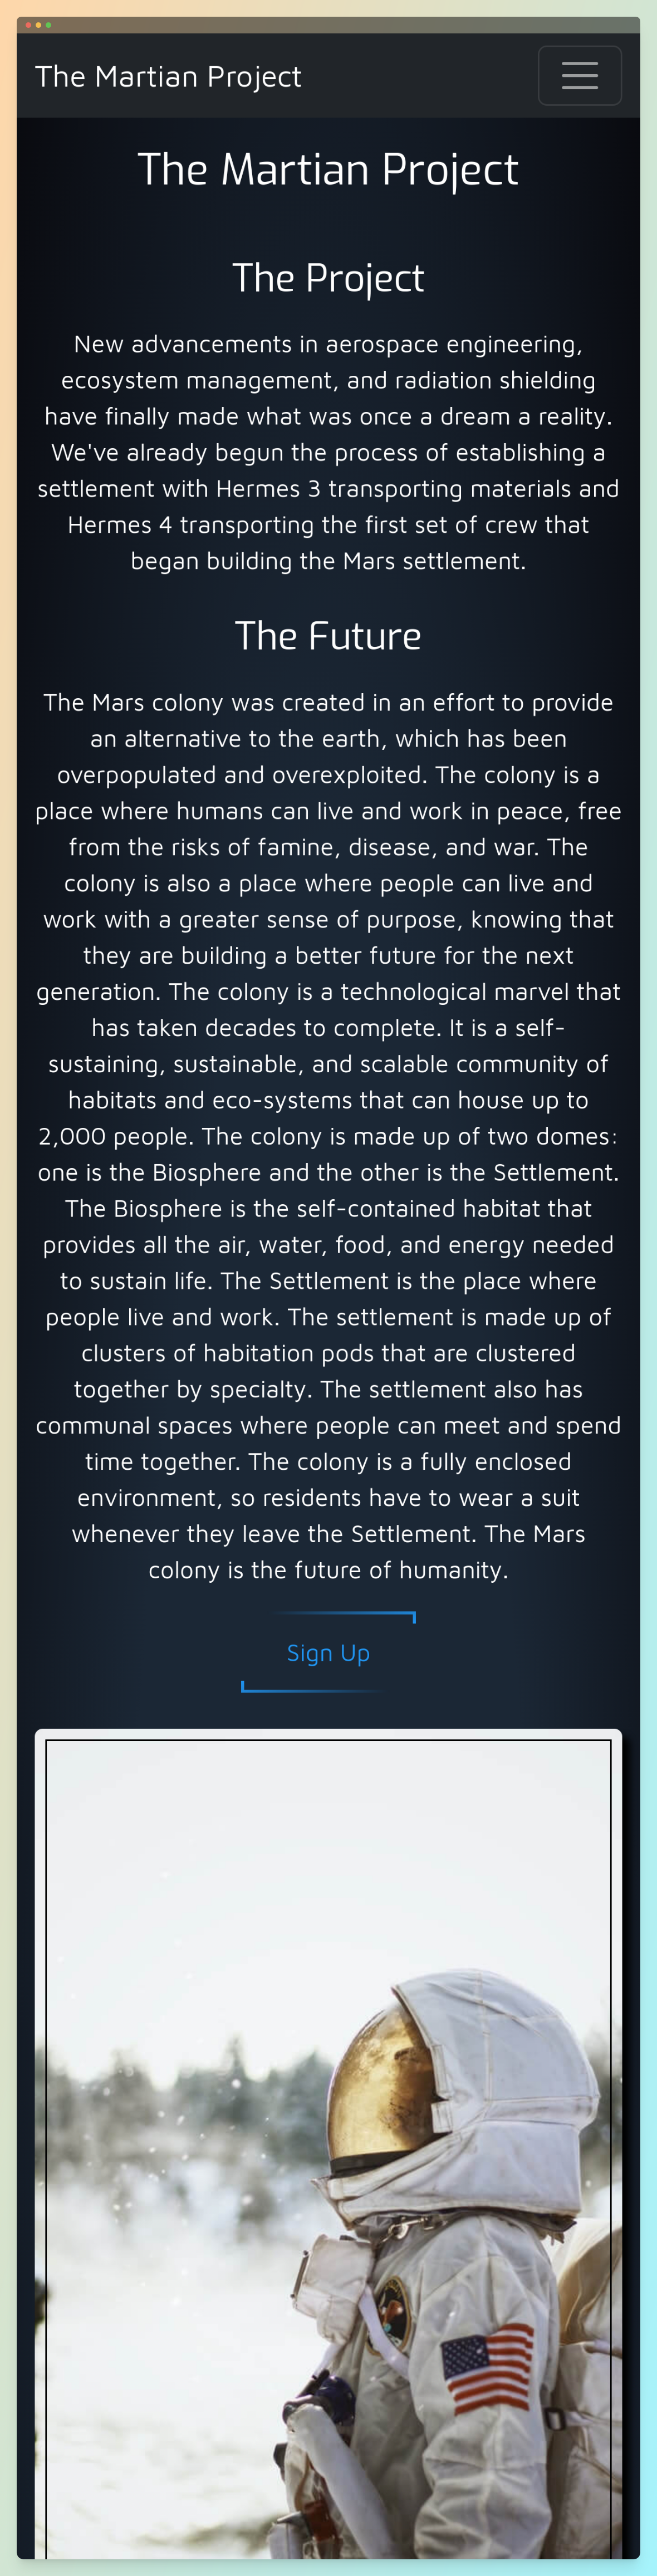 The Martian Project
The Martian Project
The Project
New advancements in aerospace engineering,
ecosystem management, and radiation shielding
have finally made what was once a dream a reality.
We've already begun the process of establishing a
settlement with Hermes 3 transporting materials and
Hermes 4 transporting the first set of crew that
began building the Mars settlement.
The Future
The Mars colony was created in an effort to provide
an alternative to the earth, which has been
overpopulated and overexploited. The colony is a
place where humans can live and work in peace, free
from the risks of famine, disease, and war. The
colony is also a place where people can live and
work with a greater sense of purpose, knowing that
they are building a better future for the next
generation. The colony is a technological marvel that
has taken decades to complete. It is a self-
sustaining, sustainable, and scalable community of
habitats and eco-systems that can house up to
2,000 people. The colony is made up of two domes:
one is the Biosphere and the other is the Settlement.
The Biosphere is the self-contained habitat that
provides all the air, water, food, and energy needed
to sustain life. The Settlement is the place where
people live and work. The settlement is made up of
clusters of habitation pods that are clustered
together by specialty. The settlement also has
communal spaces where people can meet and spend
time together. The colony is a fully enclosed
environment, so residents have to wear a suit
whenever they leave the Settlement. The Mars
colony is the future of humanity.
Sign Up